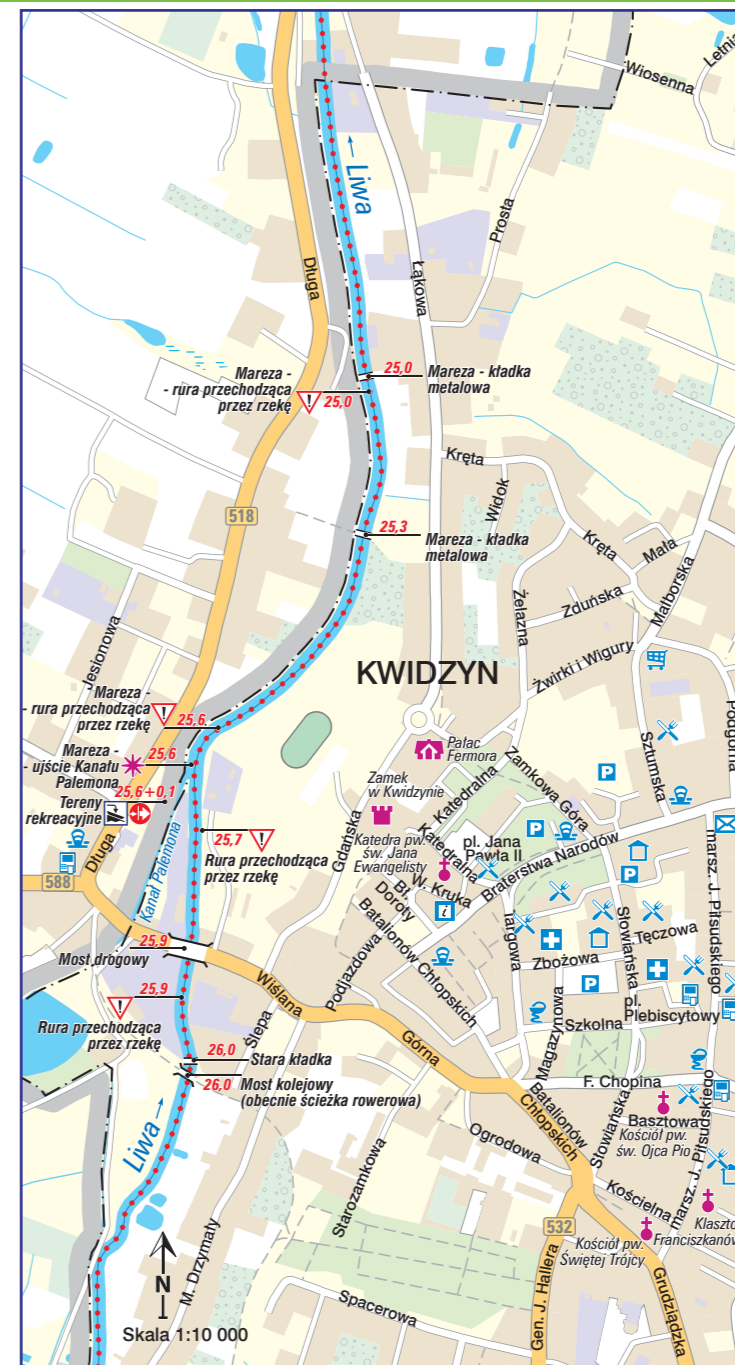 Wiosenna
Letnia
← Liwa
Prosta
Długa
Łąkowa
Mareza -
- rura przechodząca
przez rzekę
25,0
25,0
Mareza - kładka
metalowa
Kręta
Widok
518
25,3
Mareza - kładka
metalowa
Kręta
Mała
Malborska
Zduńska
Żelazna
Żwirki i Wigury
Jesionowa
KWIDZYN
Mareza -
- rura przechodząca
przez rzekę
25,6
Mareza -
- ujście Kanału
Palemona
25,6
25,6+0,1
Tereny
rekreacyjne
Pałac
Fermora
Zamek
w Kwidzynie
Katedralna
Zamkowa Góra
Sztumska
Podgórna
P
25,7
Rura przechodząca
przez rzekę
Gdańska
Katedra pw.
św. Jana
Ewangelisty
Katedralna
pl. Jana
Pawła II
P
Braterstwa Narodów
P
marsz. J. Piłsudskiego
Długa
588
Kanał Palemona
W. Kruka
Br.
Doroty
i
Batalionów Chłopskich
Targowa
Słowiańska
Tęczowa
Zbożowa
P
25,9
Most drogowy
Wiślana
Podjazdowa
Górna
25,9
Rura przechodząca
przez rzekę
Ślepa
Magazynowa
Szkolna
pl.
Plebiscytowy
26,0
Stara kładka
26,0
Most kolejowy
(obecnie ścieżka rowerowa)
F. Chopina
Batalionów
Chłopskich
Basztowa
Kościół pw.
św. Ojca Pio
Słowiańska
marsz. J. Piłsudskiego
Liwa →
Ogrodowa
Starozamkowa
Kościelna
Klasztor
Franciszkanów
532
Kościół pw.
Świętej Trójcy
M. Drzymały
Gen. J. Hallera
Grudziądzka
N
Spacerowa
Skala 1:10 000